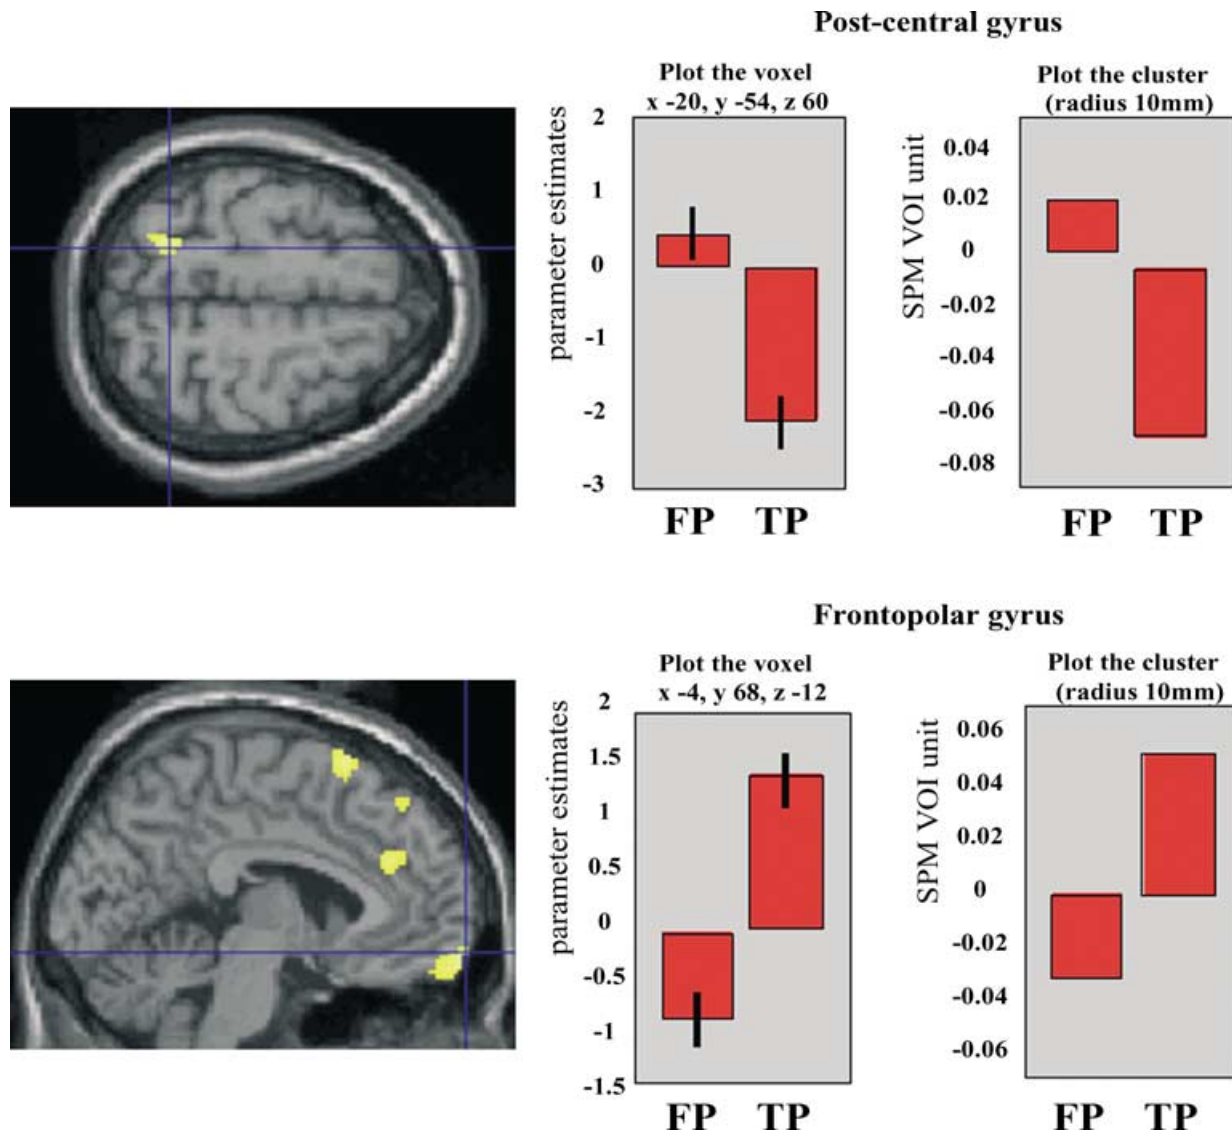 Post-central gyrus
Plot the voxel
x -20, y -54, z 60
parameter estimates
2
1
0
-1
-2
-3
FP TP
Plot the cluster
(radius 10mm)
SPM VOI unit
0.04
0.02
0
-0.02
-0.04
-0.06
-0.08
FP TP
Frontopolar gyrus
Plot the voxel
x -4, y 68, z -12
parameter estimates
2
1.5
1
0.5
0
-0.5
-1
-1.5
FP TP
Plot the cluster
(radius 10mm)
SPM VOI unit
0.06
0.04
0.02
0
-0.02
-0.04
-0.06
FP TP